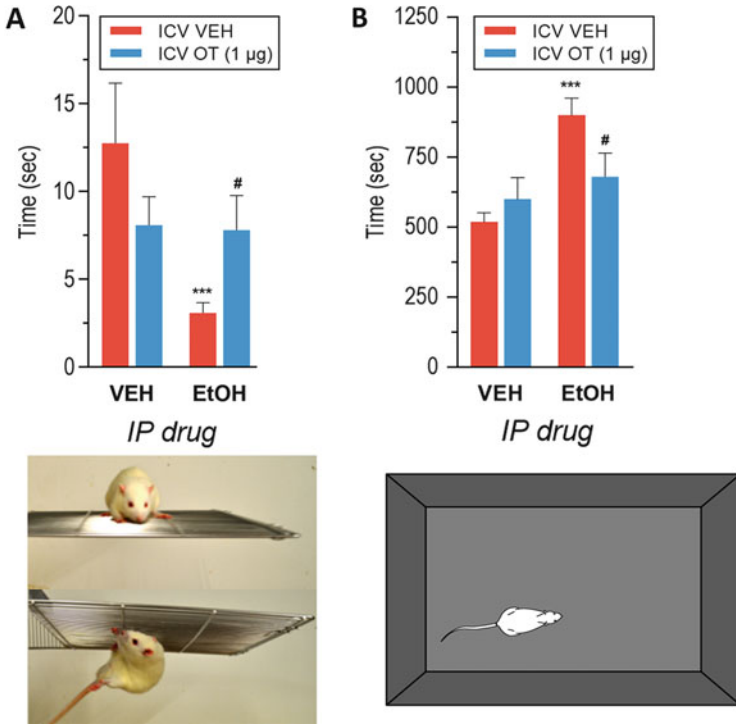 A
ICV VEH
ICV OT (1 µg)
Time (sec)
20
15
10
5
0
***
#
VEH EtOH
IP drug
B
ICV VEH
ICV OT (1 µg)
Time (sec)
1250
1000
750
500
250
0
***
#
VEH EtOH
IP drug